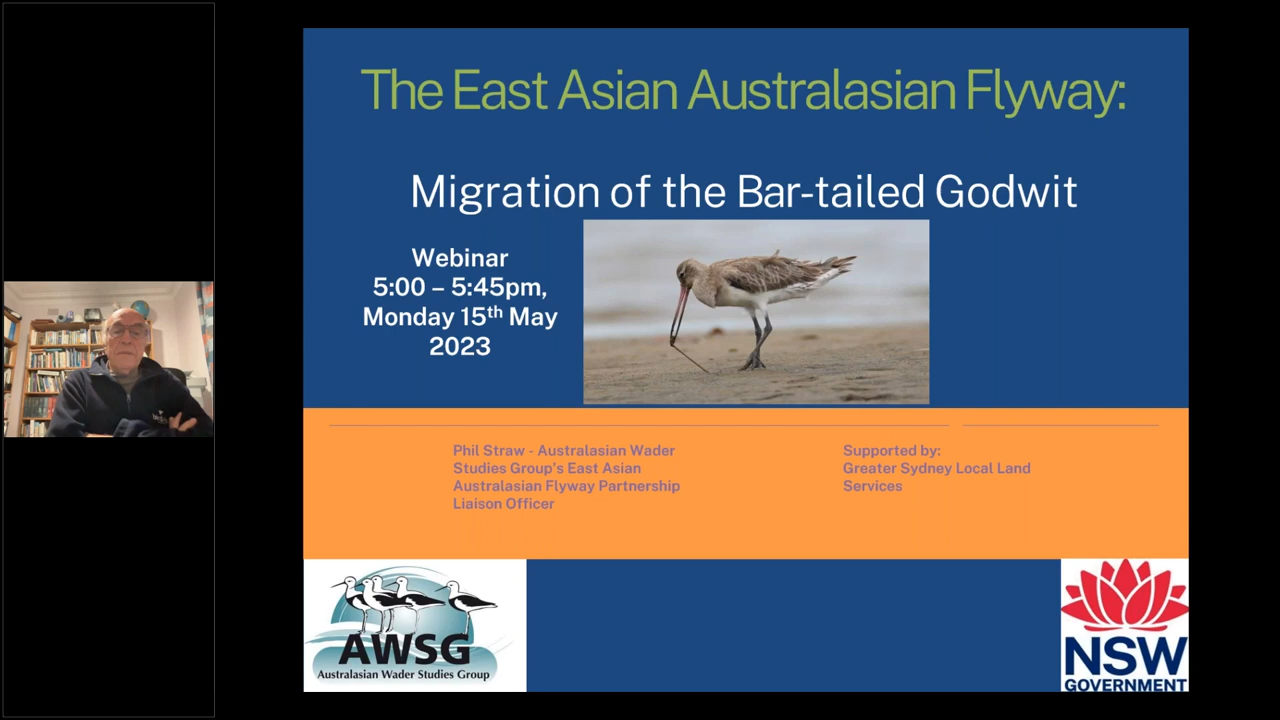 The East Asian Australasian Flyway:
Migration of the Bar-tailed Godwit
Webinar
5:00 – 5:45pm,
Monday 15th May
2023
Phil Straw - Australasian Wader
Studies Group's East Asian
Australasian Flyway Partnership
Liaison Officer
Supported by:
Greater Sydney Local Land
Services
AWSG
Australasian Wader Studies Group
NSW
GOVERNMENT